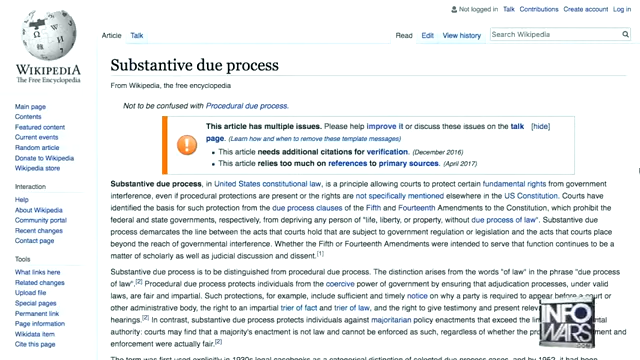 Not logged in Talk Contributions Create account Log in
Article Talk Read Edit View history Search Wikipedia
WIKIPEDIA
The Free Encyclopedia
Substantive due process
From Wikipedia, the free encyclopedia
Not to be confused with Procedural due process.
This article has multiple issues. Please help improve it or discuss these issues on the talk [hide]
page. (Learn how and when to remove these template messages)
• This article needs additional citations for verification. (December 2016)
• This article relies too much on references to primary sources. (April 2017)
Main page
Contents
Featured content
Current events
Random article
Donate to Wikipedia
Wikipedia store
Interaction
Help
About Wikipedia
Community portal
Recent changes
Contact page
Tools
What links here
Related changes
Upload file
Special pages
Permanent link
Page information
Wikidata item
Cite this page
Substantive due process, in United States constitutional law, is a principle allowing courts to protect certain fundamental rights from government
interference, even if procedural protections are present or the rights are not specifically mentioned elsewhere in the US Constitution. Courts have
identified the basis for such protection from the due process clauses of the Fifth and Fourteenth Amendments to the Constitution, which prohibit the
federal and state governments, respectively, from depriving any person of "life, liberty, or property, without due process of law". Substantive due
process demarcates the line between the acts that courts hold that are subject to government regulation or legislation and the acts that courts place
beyond the reach of governmental interference. Whether the Fifth or Fourteenth Amendments were intended to serve that function continues to be a
matter of scholarly as well as judicial discussion and dissent.[1]
Substantive due process is to be distinguished from procedural due process. The distinction arises from the words "of law" in the phrase "due process
of law".[2] Procedural due process protects individuals from the coercive power of government by ensuring that adjudication processes, under valid
laws, are fair and impartial. Such protections, for example, include sufficient and timely notice on why a party is required to appear before a court or
other administrative body, the right to an impartial trier of fact and trier of law, and the right to give testimony and present relevant
hearings.[2] In contrast, substantive due process protects individuals against majoritarian policy enactments that exceed the
authority: courts may find that a majority's enactment is not law and cannot be enforced as such, regardless of whether the and
enforcement were actually fair.[2]
INFO
WARS